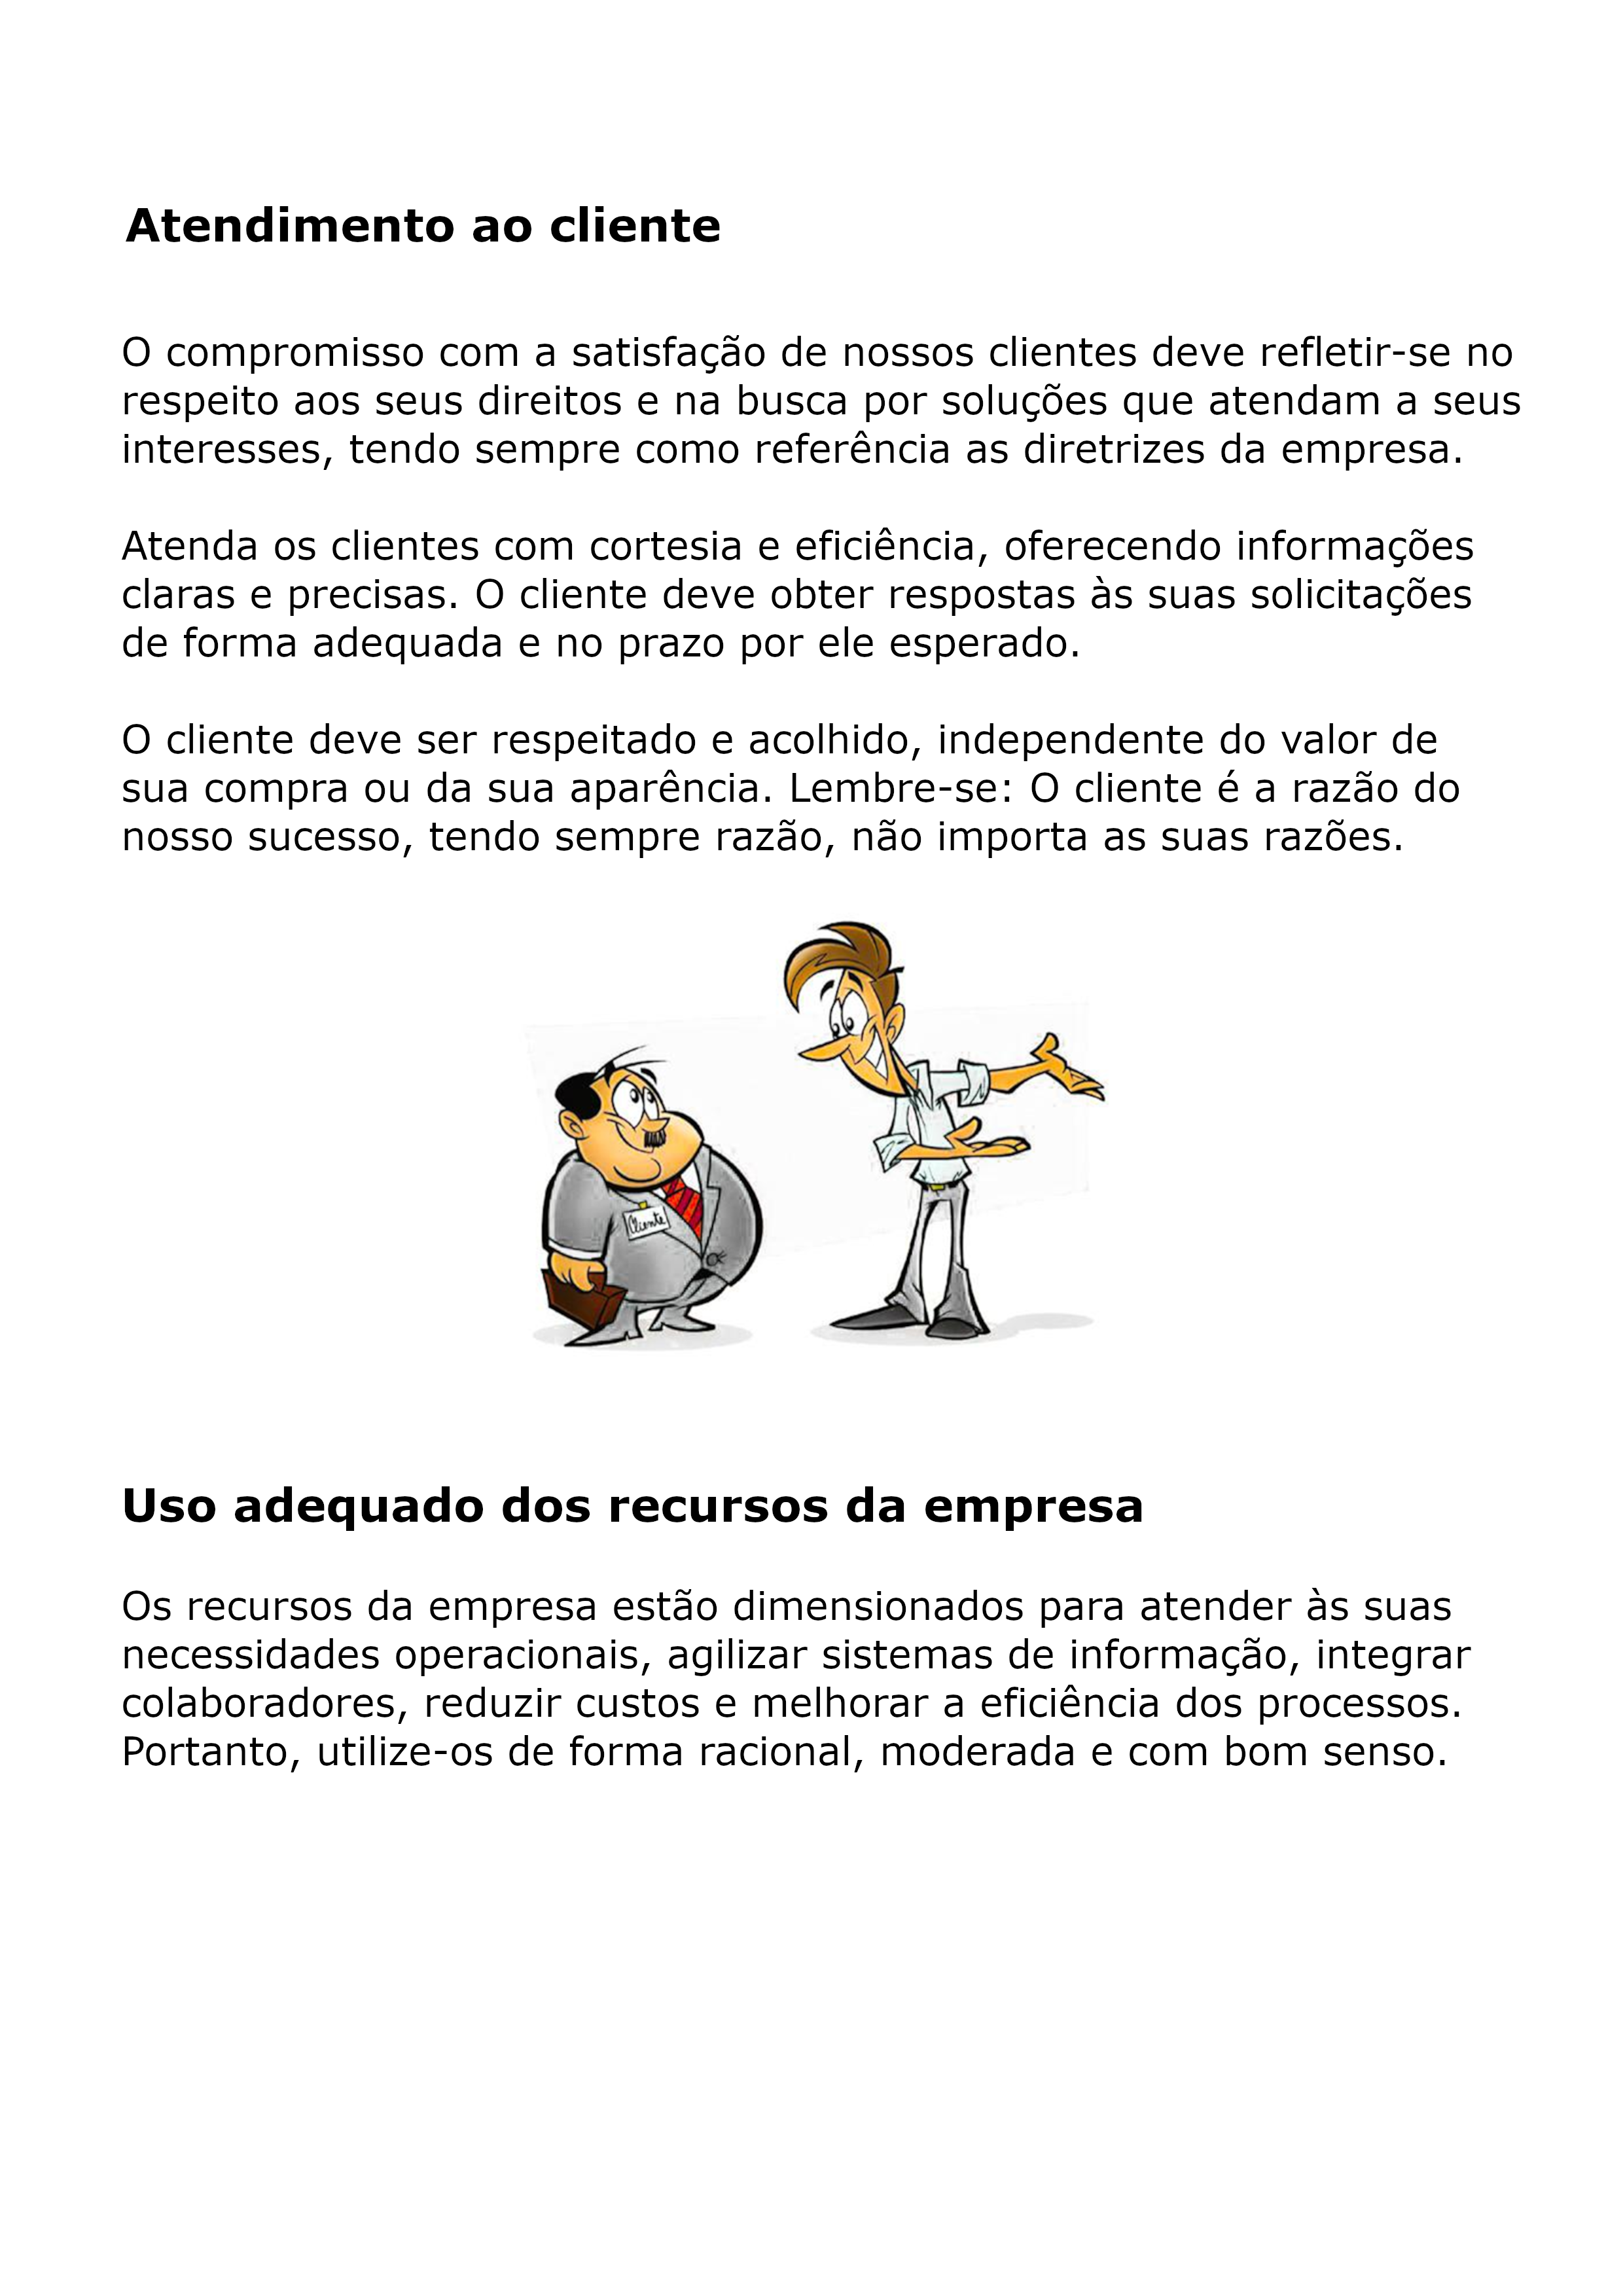 Atendimento ao cliente
O compromisso com a satisfação de nossos clientes deve refletir-se no
respeito aos seus direitos e na busca por soluções que atendam a seus
interesses, tendo sempre como referência as diretrizes da empresa.
Atenda os clientes com cortesia e eficiência, oferecendo informações
claras e precisas. O cliente deve obter respostas às suas solicitações
de forma adequada e no prazo por ele esperado.
O cliente deve ser respeitado e acolhido, independente do valor de
sua compra ou da sua aparência. Lembre-se: O cliente é a razão do
nosso sucesso, tendo sempre razão, não importa as suas razões.
Cliente
Uso adequado dos recursos da empresa
Os recursos da empresa estão dimensionados para atender às suas
necessidades operacionais, agilizar sistemas de informação, integrar
colaboradores, reduzir custos e melhorar a eficiência dos processos.
Portanto, utilize-os de forma racional, moderada e com bom senso.